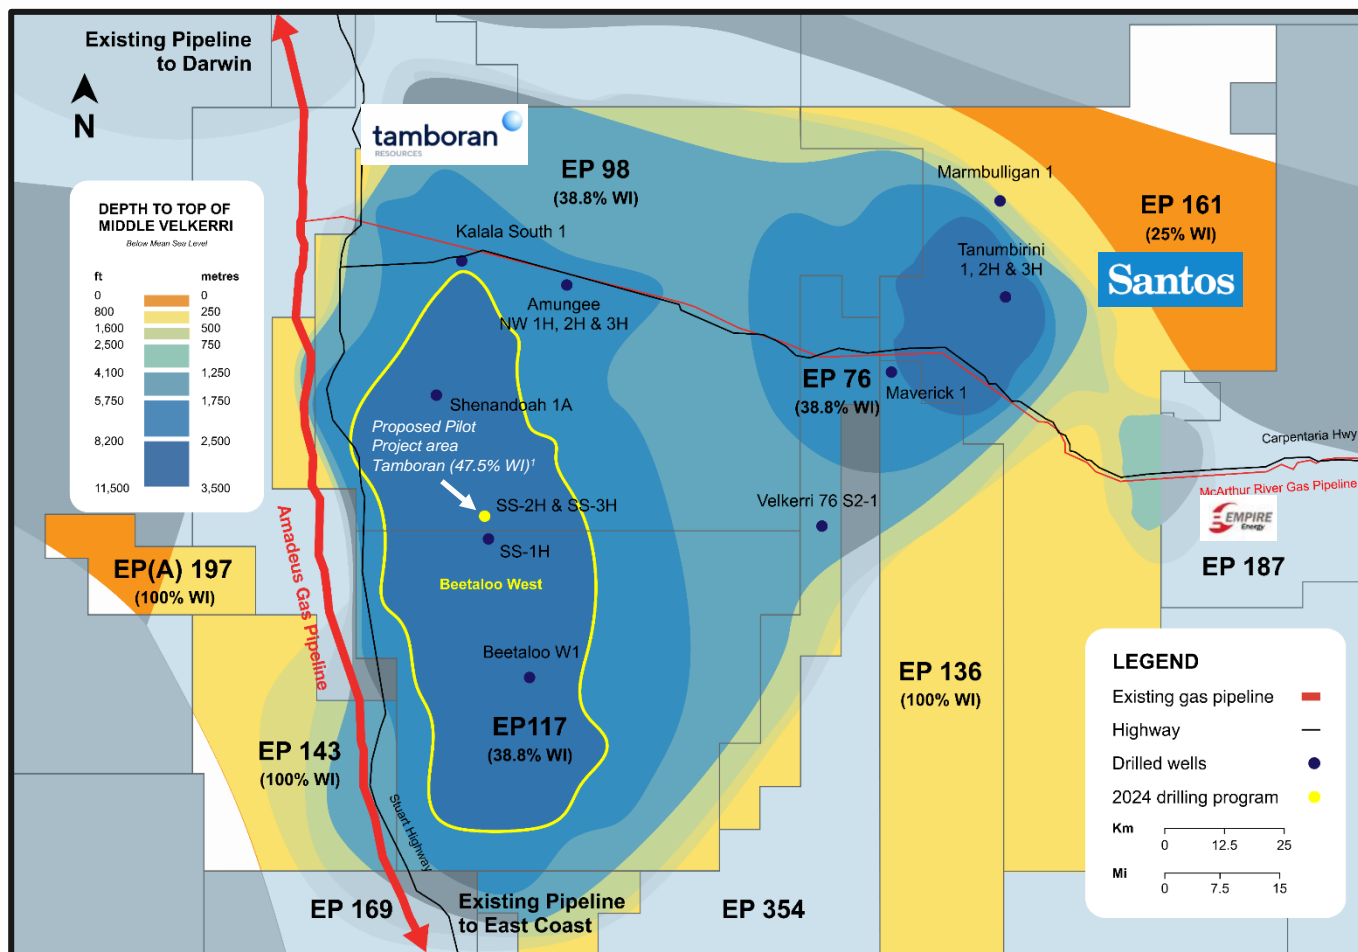 Existing Pipeline
to Darwin
N
tamboran
RESOURCES
EP 98
(38.8% WI)
Marmbulligan 1
EP 161
(25% WI)
Santos
DEPTH TO TOP OF
MIDDLE VELKERRI
Below Mean Sea Level
ft metres
0 0
800 250
1,600 500
2,500 750
4,100 1,250
5,750 1,750
8,200 2,500
11,500 3,500
Kalala South 1
Tanumbirini
1, 2H & 3H
Amungee
NW 1H, 2H & 3H
EP 76
(38.8% WI)
Maverick 1
Shenandoah 1A
Proposed Pilot
Project area
Tamboran (47.5% WI)¹
Carpentaria Hwy
McArthur River Gas Pipeline
EMPIRE
Energy
EP 187
SS-2H & SS-3H
Velkerri 76 S2-1
SS-1H
Amadeus Gas Pipeline
EP(A) 197
(100% WI)
Beetaloo West
Beetaloo W1
EP117
(38.8% WI)
EP 136
(100% WI)
EP 143
(100% WI)
Stuart Highway
LEGEND
Existing gas pipeline
Highway
Drilled wells
2024 drilling program
Km
0 12.5 25
Mi
0 7.5 15
EP 169
Existing Pipeline
to East Coast
EP 354